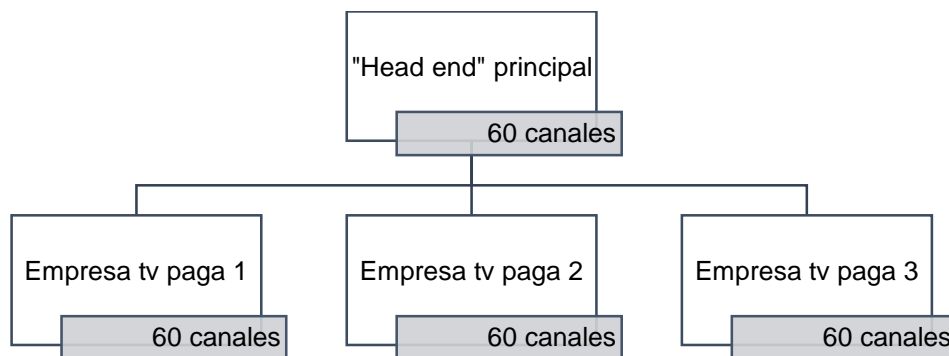 "Head end" principal
60 canales
Empresa tv paga 1
Empresa tv paga 2
Empresa tv paga 3
60 canales
60 canales
60 canales